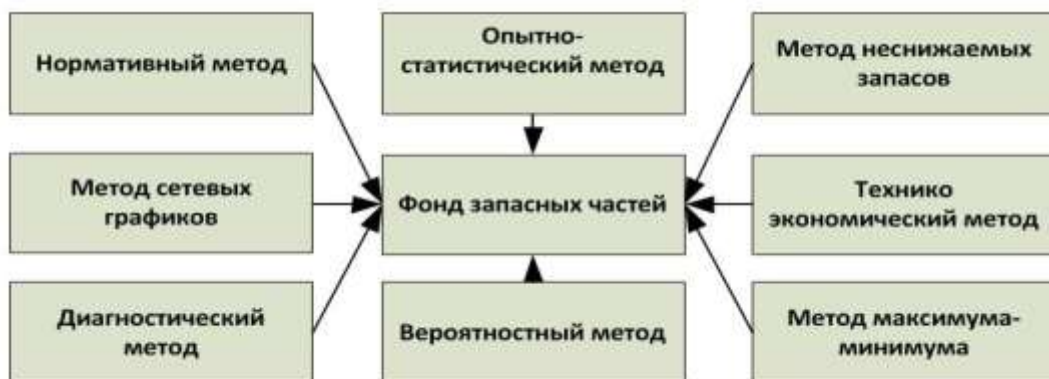 Нормативный метод
Опытно-
статистический метод
Метод неснижаемых
запасов
Метод сетевых
графиков
Фонд запасных частей
Технико
экономический метод
Диагностический
метод
Вероятностный метод
Метод максимума-
минимума